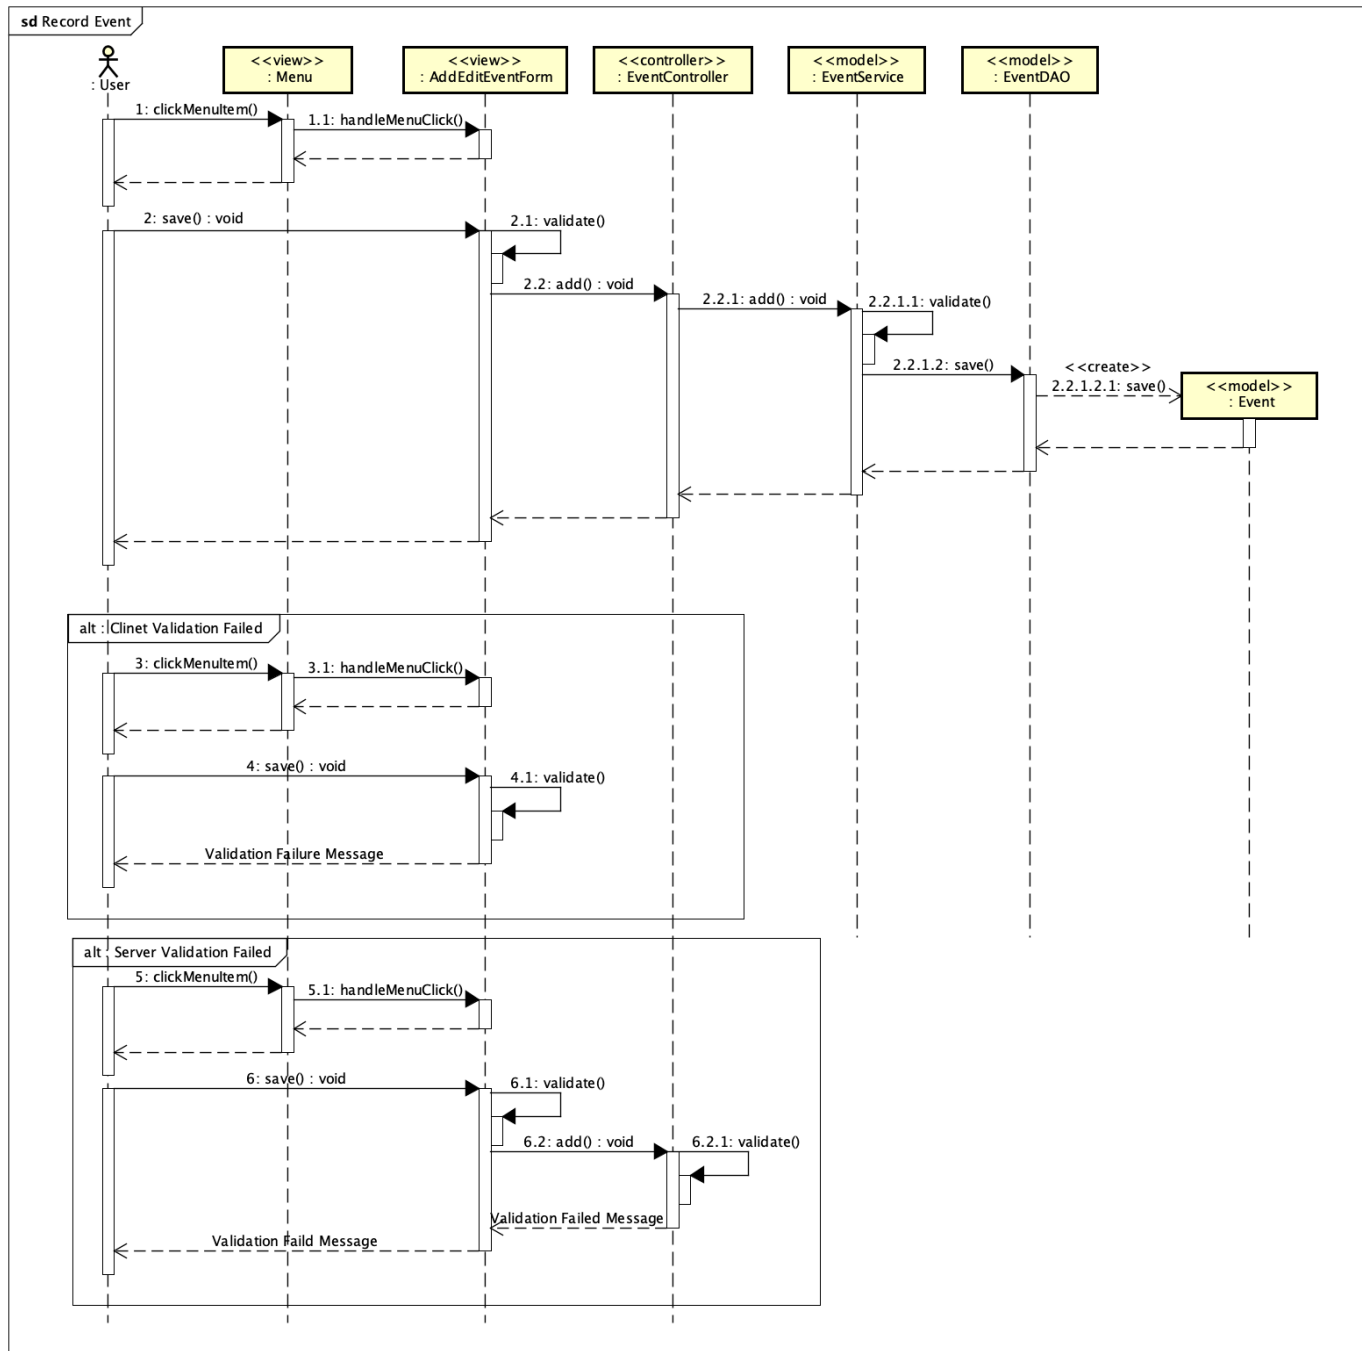 sd Record Event
: User
<<view>>
: Menu
<<view>>
: AddEditEventForm
<<controller>>
: EventController
<<model>>
: EventService
<<model>>
: EventDAO
1: clickMenuItem()
1.1: handleMenuClick()
2: save() : void
2.1: validate()
2.2: add() : void
2.2.1: add() : void
2.2.1.1: validate()
2.2.1.2: save()
<<create>>
2.2.1.2.1: save()
<<model>>
: Event
alt : Clinet Validation Failed
3: clickMenuItem()
3.1: handleMenuClick()
4: save() : void
4.1: validate()
Validation Failure Message
alt : Server Validation Failed
5: clickMenuItem()
5.1: handleMenuClick()
6: save() : void
6.1: validate()
6.2: add() : void
6.2.1: validate()
Validation Failed Message
Validation Faild Message